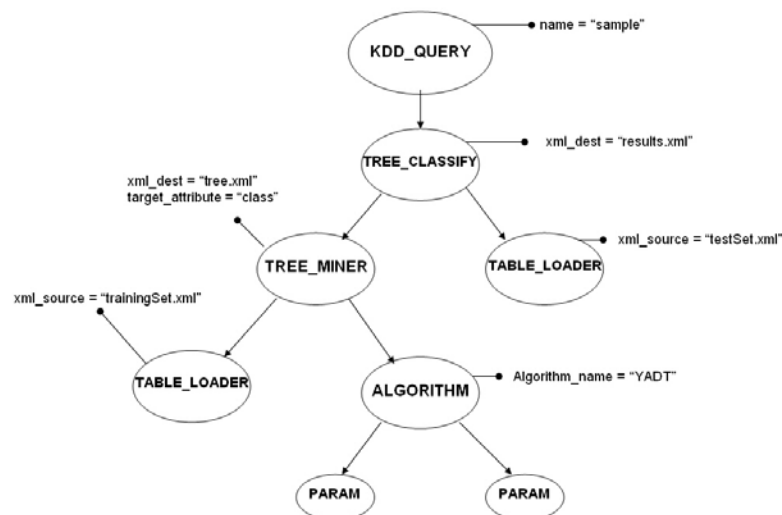 name = “sample”
KDD_QUERY
xml_dest = “results.xml”
TREE_CLASSIFY
xml_dest = “tree.xml”
target_attribute = “class”
xml_source = “testSet.xml”
TREE_MINER
TABLE_LOADER
xml_source = “trainingSet.xml”
TABLE_LOADER
ALGORITHM
Algorithm_name = “YADT”
PARAM
PARAM